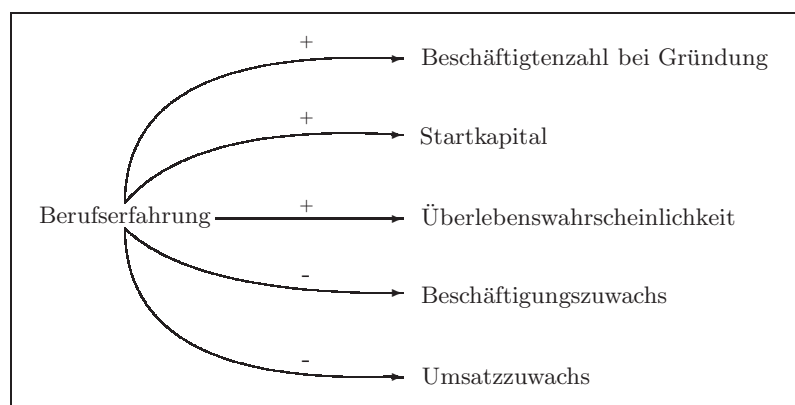 +
Beschäftigtenzahl bei Gründung
+
Startkapital
Berufserfahrung
+
Überlebenswahrscheinlichkeit
-
Beschäftigungszuwachs
-
Umsatzzuwachs